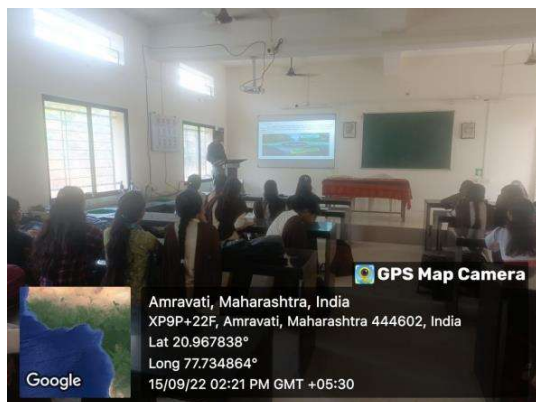 GPS Map Camera
Amravati, Maharashtra, India
XP9P+22F, Amravati, Maharashtra 444602, India
Lat 20.967838°
Long 77.734864°
15/09/22 02:21 PM GMT +05:30
Google